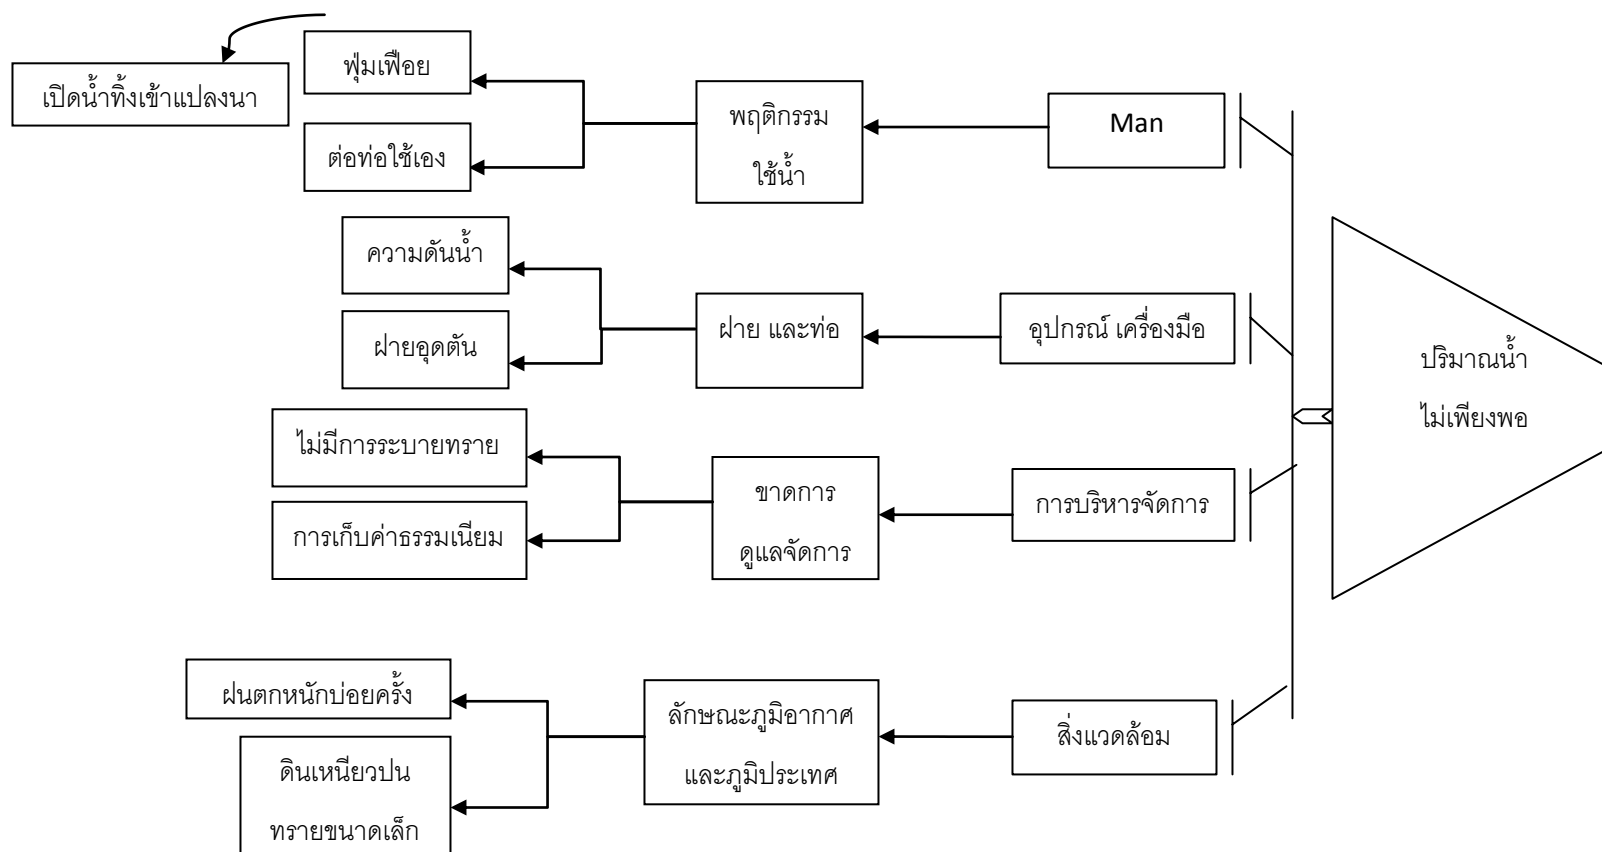 ฟุ่มเฟือย
เปิดน้ำทิ้งเข้าแปลงนา
ต่อท่อใช้เอง
พฤติกรรม
ใช้น้ำ
Man
ความดันน้ำ
ฝายอุดตัน
ฝาย และท่อ
อุปกรณ์ เครื่องมือ
ปริมาณน้ำ
ไม่เพียงพอ
ไม่มีการระบายทราย
การเก็บค่าธรรมเนียม
ขาดการ
ดูแลจัดการ
การบริหารจัดการ
ฝนตกหนักบ่อยครั้ง
ดินเหนียวปน
ทรายขนาดเล็ก
ลักษณะภูมิอากาศ
และภูมิประเทศ
สิ่งแวดล้อม